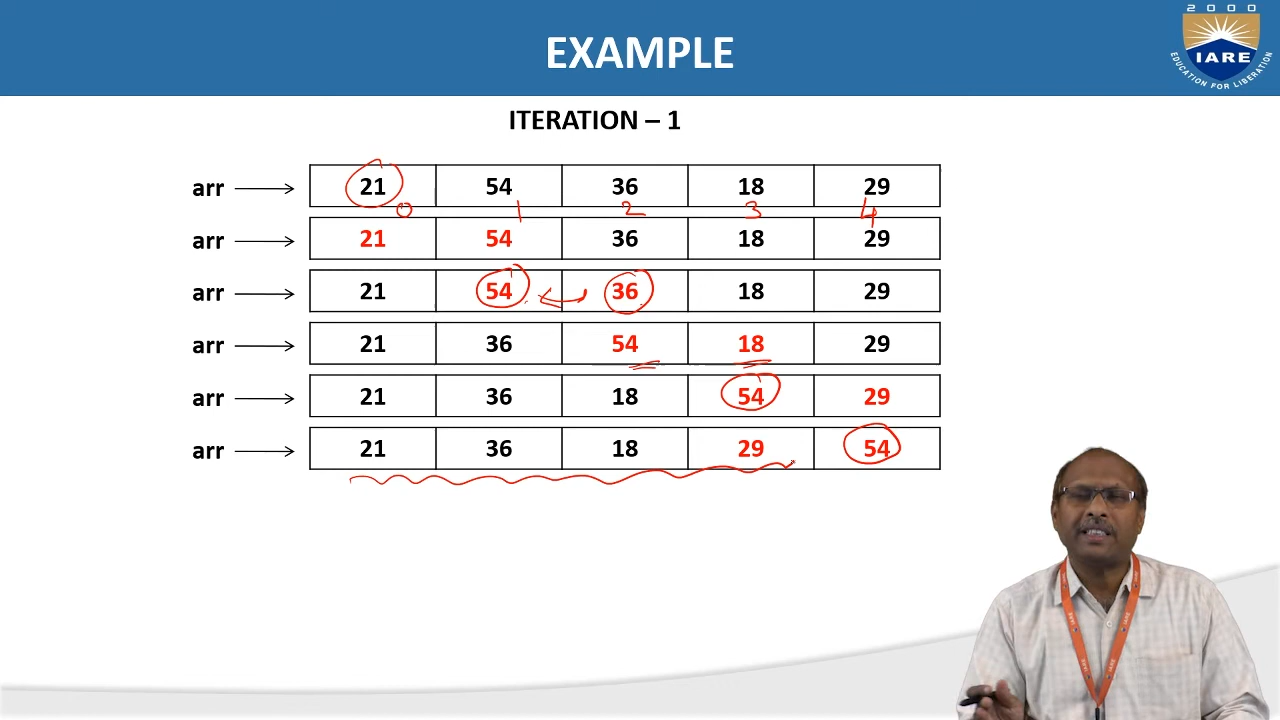 2000
IARE
EDUCATION FOR LIBERATION
EXAMPLE
ITERATION – 1
arr 21 54 36 18 29
0 1 2 3 4
arr 21 54 36 18 29
arr 21 54 36 18 29
arr 21 36 54 18 29
arr 21 36 18 54 29
arr 21 36 18 29 54
IARE
IARE